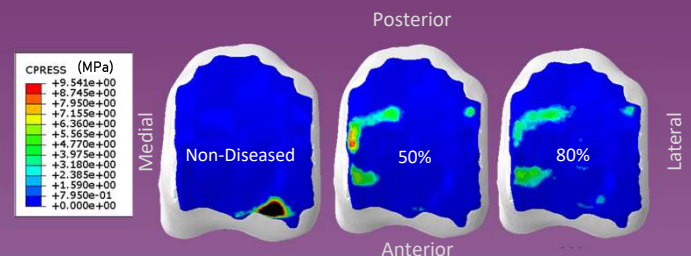 Posterior
CPRESS (MPa)
+9.541e+00
+8.745e+00
+7.950e+00
+7.155e+00
+6.360e+00
+5.565e+00
+4.770e+00
+3.975e+00
+3.180e+00
+2.385e+00
+1.590e+00
+7.950e-01
+0.000e+00
Medial
Non-Diseased
50%
80%
Lateral
Anterior